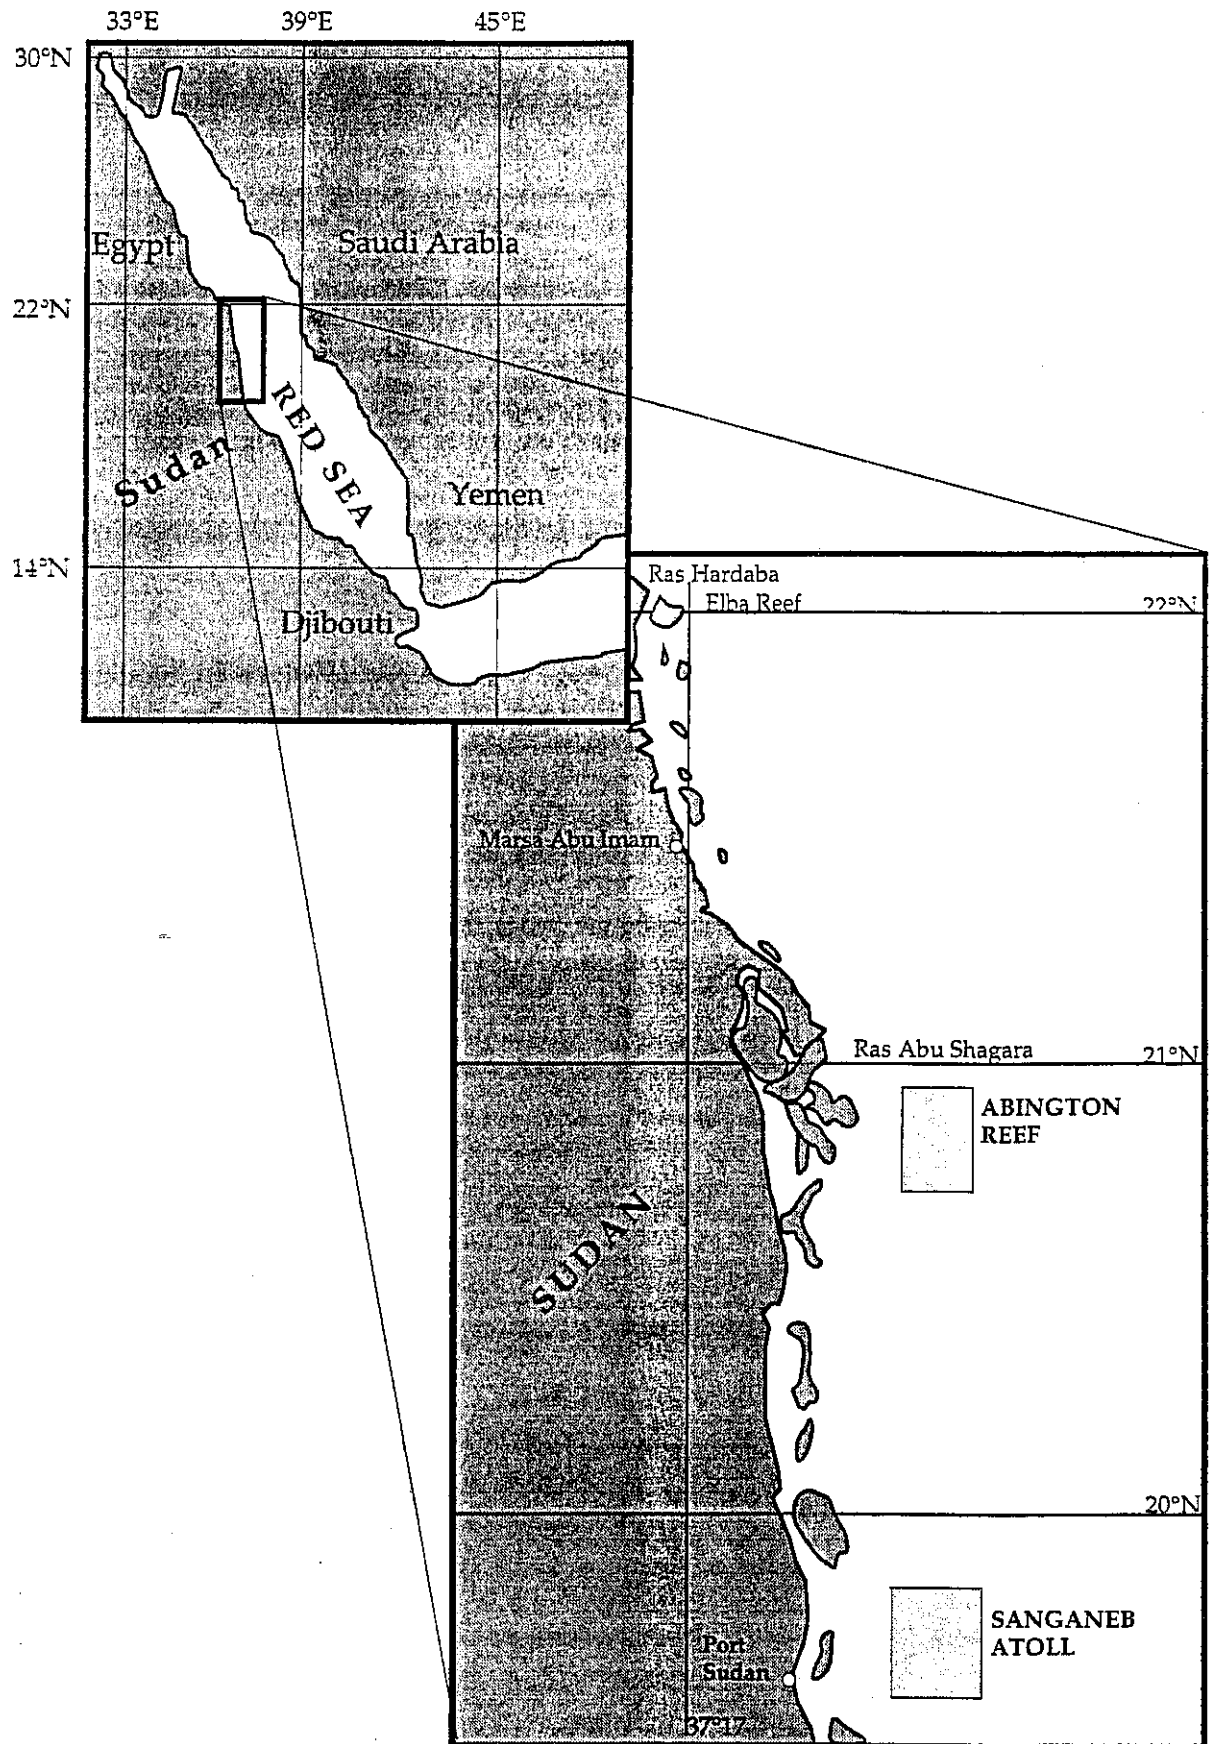 33°E 39°E 45°E
30°N
Egypt
Saudi Arabia
22°N
RED SEA
Sudan
Yemen
14°N
Djibouti
Ras Hardaba
Elba Reef
22°N
Marsa Abu Imam
Ras Abu Shagara
21°N
ABINGTON
REEF
SUDAN
20°N
SANGANEB
ATOLL
Port
Sudan
37°17